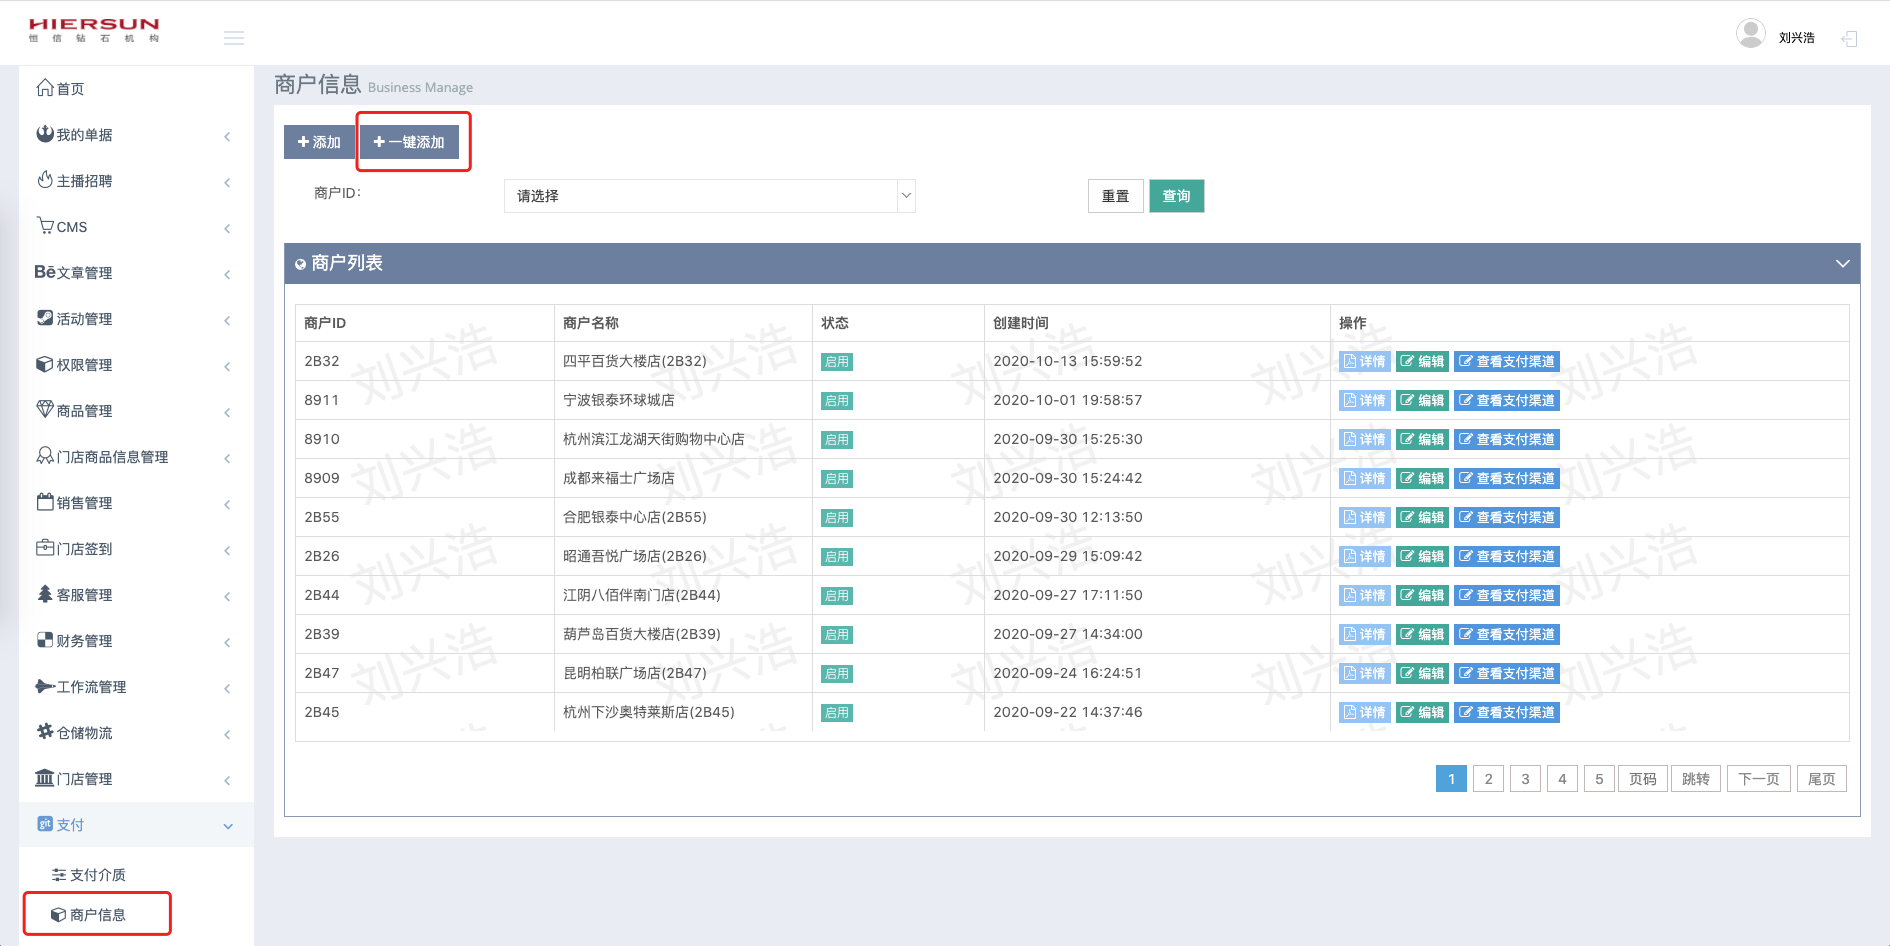 HIERSUN
恒信钻石机构
刘兴浩
首页
我的单据
主播招聘
CMS
文章管理
活动管理
权限管理
商品管理
门店商品信息管理
销售管理
门店签到
客服管理
财务管理
工作流管理
仓储物流
门店管理
支付
支付介质
商户信息
商户信息 Business Manage
添加 一键添加
商户ID: 请选择 重置 查询
商户列表
商户ID 商户名称 状态 创建时间 操作
2B32 四平百货大楼店(2B32) 启用 2020-10-13 15:59:52 详情 编辑 查看支付渠道
8911 宁波银泰环球城店 启用 2020-10-01 19:58:57 详情 编辑 查看支付渠道
8910 杭州滨江龙湖天街购物中心店 启用 2020-09-30 15:25:30 详情 编辑 查看支付渠道
8909 成都来福士广场店 启用 2020-09-30 15:24:42 详情 编辑 查看支付渠道
2B55 合肥银泰中心店(2B55) 启用 2020-09-30 12:13:50 详情 编辑 查看支付渠道
2B26 昭通吾悦广场店(2B26) 启用 2020-09-29 15:09:42 详情 编辑 查看支付渠道
2B44 江阴八佰伴南门店(2B44) 启用 2020-09-27 17:11:50 详情 编辑 查看支付渠道
2B39 葫芦岛百货大楼店(2B39) 启用 2020-09-27 14:34:00 详情 编辑 查看支付渠道
2B47 昆明柏联广场店(2B47) 启用 2020-09-24 16:24:51 详情 编辑 查看支付渠道
2B45 杭州下沙奥特莱斯店(2B45) 启用 2020-09-22 14:37:46 详情 编辑 查看支付渠道
1 2 3 4 5 页码 跳转 下一页 尾页